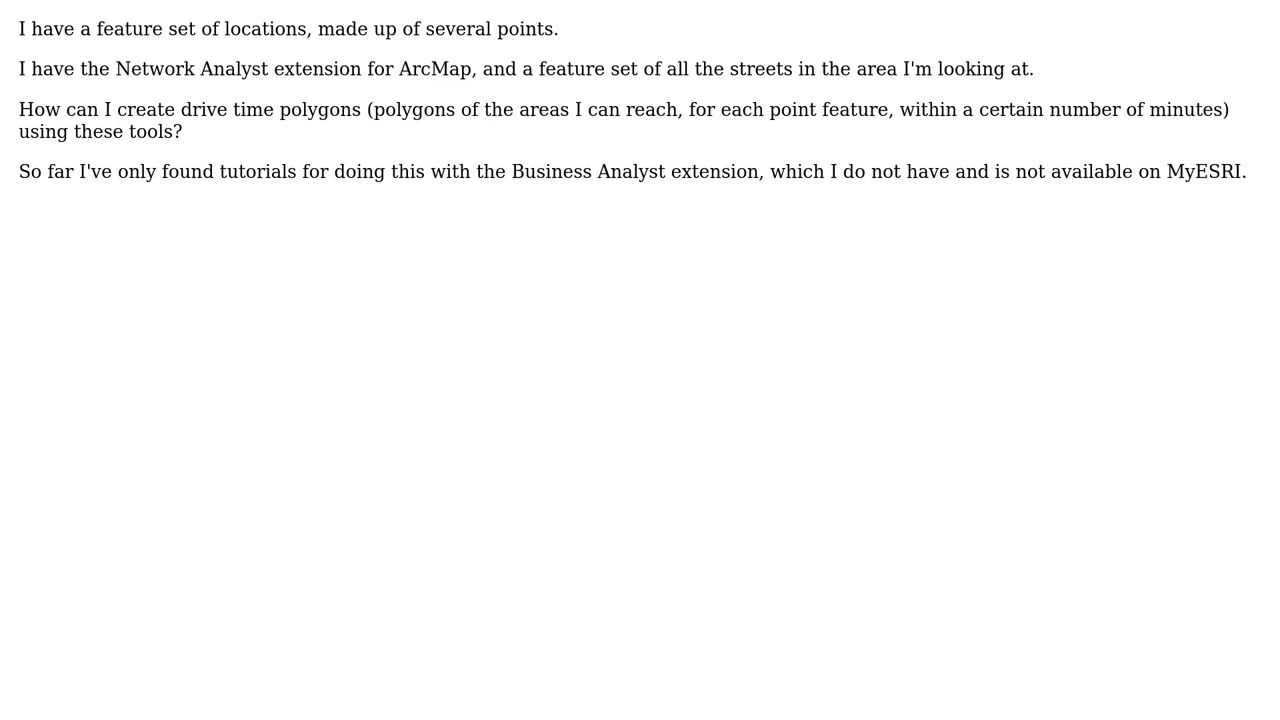 I have a feature set of locations, made up of several points.
I have the Network Analyst extension for ArcMap, and a feature set of all the streets in the area I'm looking at.
How can I create drive time polygons (polygons of the areas I can reach, for each point feature, within a certain number of minutes)
using these tools?
So far I've only found tutorials for doing this with the Business Analyst extension, which I do not have and is not available on MyESRI.